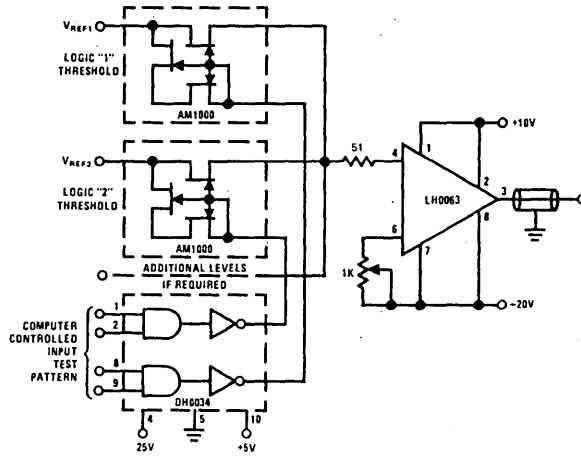 VREF1
LOGIC "1"
THRESHOLD
AM1000
VREF2
LOGIC "2"
THRESHOLD
AM1000
ADDITIONAL LEVELS
IF REQUIRED
COMPUTER
CONTROLLED
INPUT
TEST
PATTERN
1
2
8
9
DH0034
4
5
10
25V
+5V
51
4
1
+10V
2
LH0063
3
8
6
7
1K
-20V